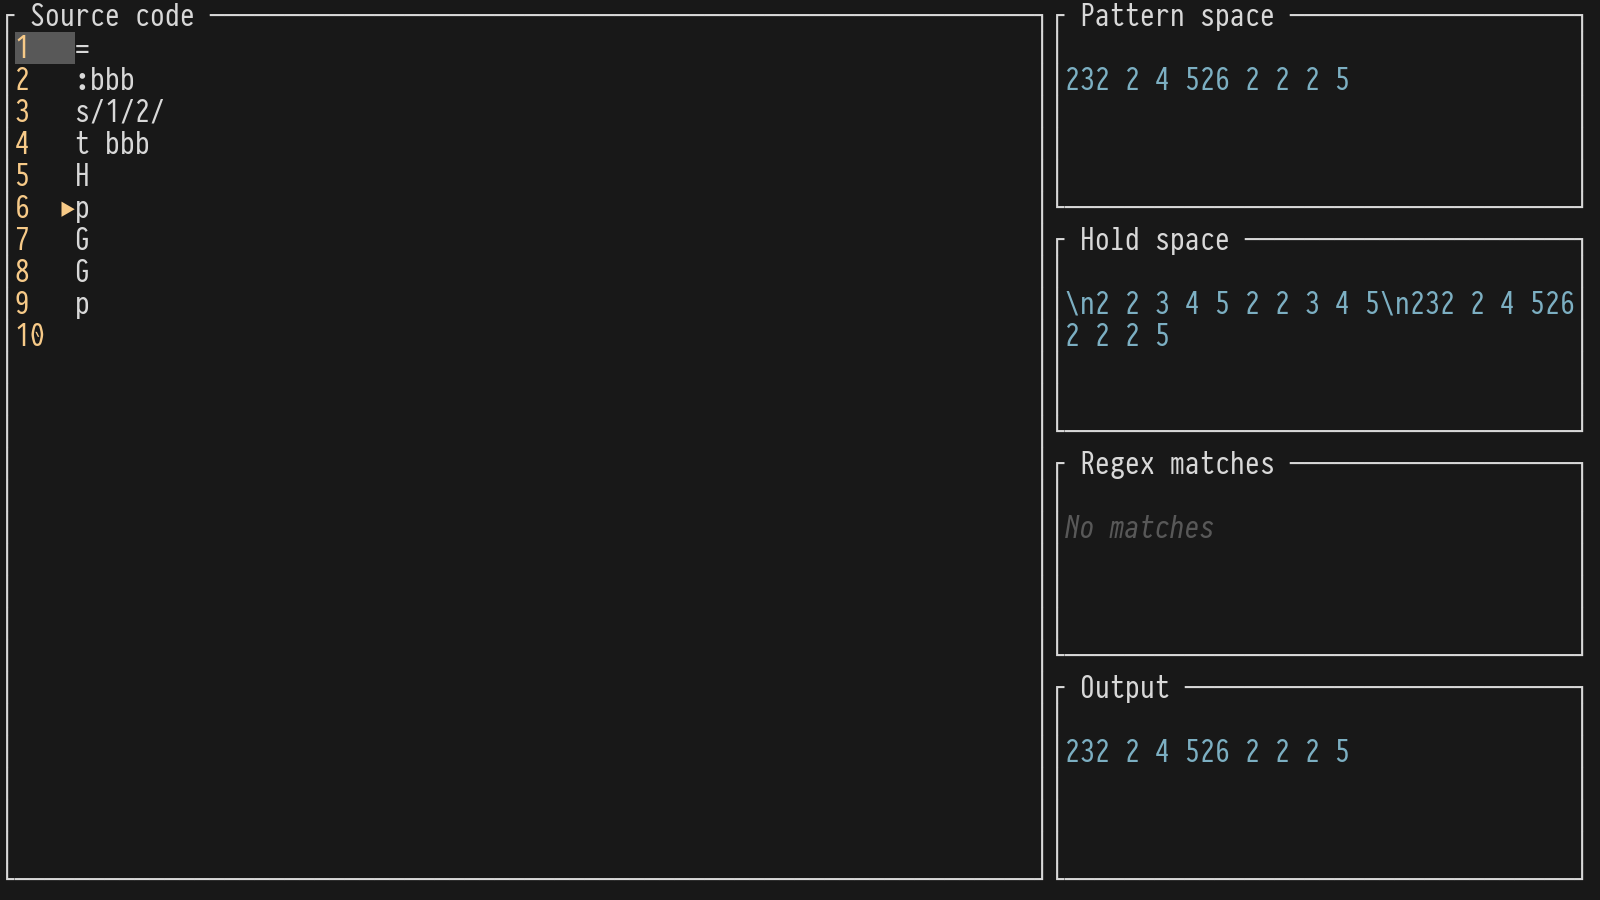 Source code
1 =
2 :bbb
3 s/1/2/
4 t bbb
5 H
6 ▶p
7 G
8 G
9 p
10
Pattern space
232 2 4 526 2 2 2 5
Hold space
\n2 2 3 4 5 2 2 3 4 5\n232 2 4 526
2 2 2 5
Regex matches
No matches
Output
232 2 4 526 2 2 2 5